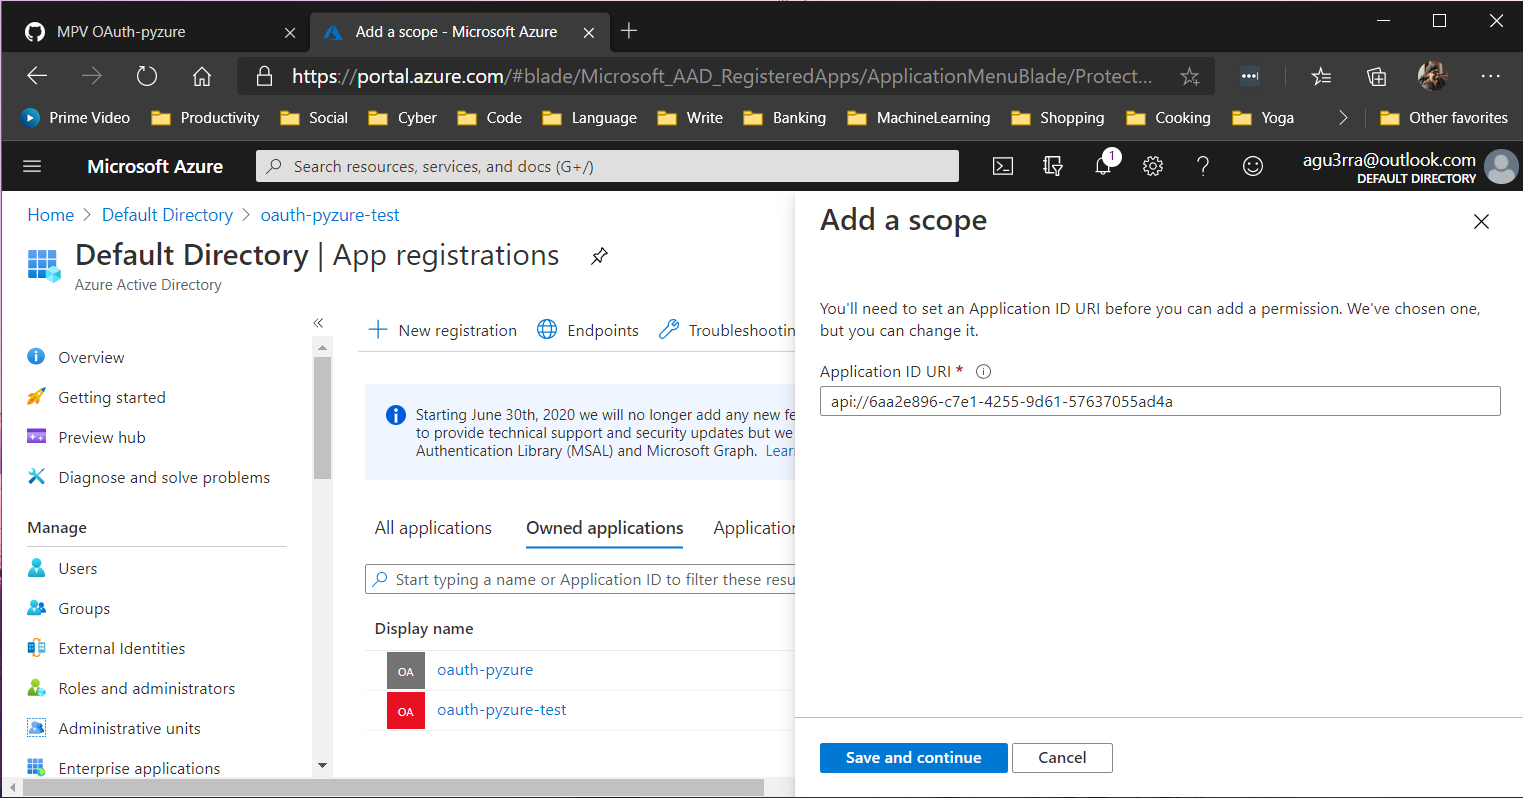 MPV OAuth-pyzure
Add a scope - Microsoft Azure
https://portal.azure.com/#blade/Microsoft_AAD_RegisteredApps/ApplicationMenuBlade/Protect...
Prime Video Productivity Social Cyber Code Language Write Banking MachineLearning Shopping Cooking Yoga Other favorites
Microsoft Azure
Search resources, services, and docs (G+/)
1
agu3rra@outlook.com
DEFAULT DIRECTORY
Home > Default Directory > oauth-pyzure-test
Default Directory | App registrations
Azure Active Directory
«
Overview
Getting started
Preview hub
Diagnose and solve problems
Manage
Users
Groups
External Identities
Roles and administrators
Administrative units
Enterprise applications
New registration Endpoints Troubleshootin
Starting June 30th, 2020 we will no longer add any new fe
to provide technical support and security updates but we
Authentication Library (MSAL) and Microsoft Graph. Lear
All applications Owned applications Application
Start typing a name or Application ID to filter these resu
Display name
OA oauth-pyzure
OA oauth-pyzure-test
Add a scope
You'll need to set an Application ID URI before you can add a permission. We've chosen one,
but you can change it.
Application ID URI *
api://6aa2e896-c7e1-4255-9d61-57637055ad4a
Save and continue Cancel